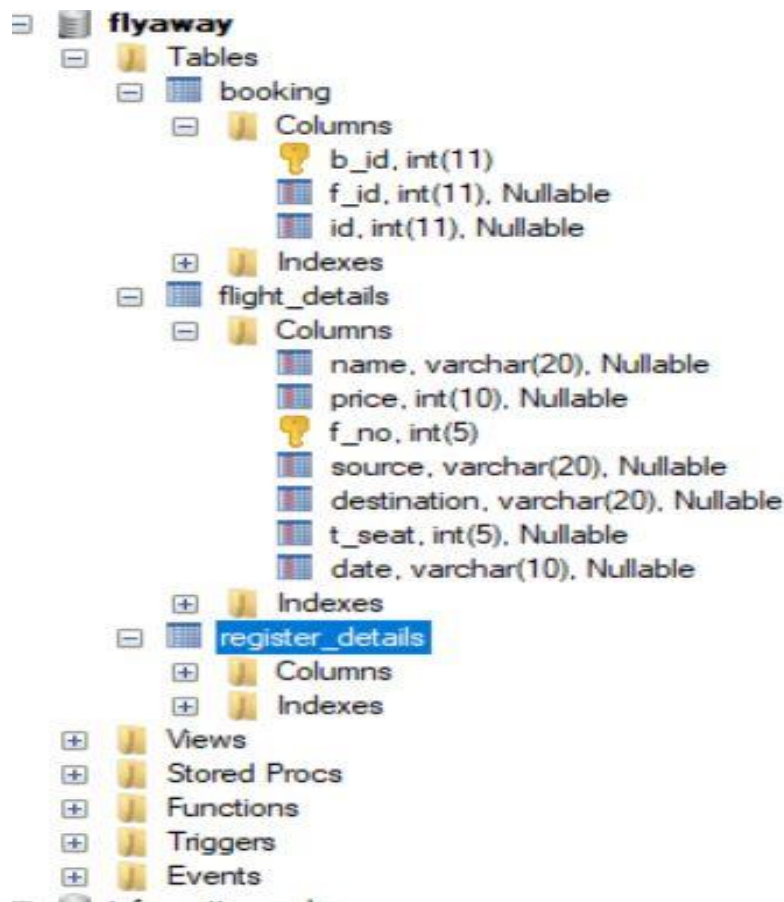 flyaway
Tables
booking
Columns
b_id, int(11)
f_id, int(11), Nullable
id, int(11), Nullable
Indexes
flight_details
Columns
name, varchar(20), Nullable
price, int(10), Nullable
f_no, int(5)
source, varchar(20), Nullable
destination, varchar(20), Nullable
t_seat, int(5), Nullable
date, varchar(10), Nullable
Indexes
register_details
Columns
Indexes
Views
Stored Procs
Functions
Triggers
Events